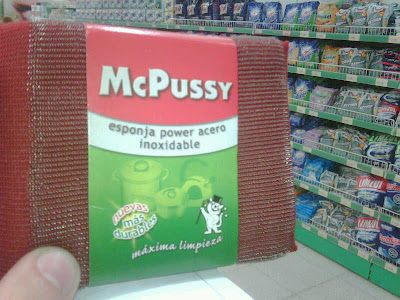 McPussy
esponja power acero
inoxidable
nuevas
más
durables
máxima limpieza